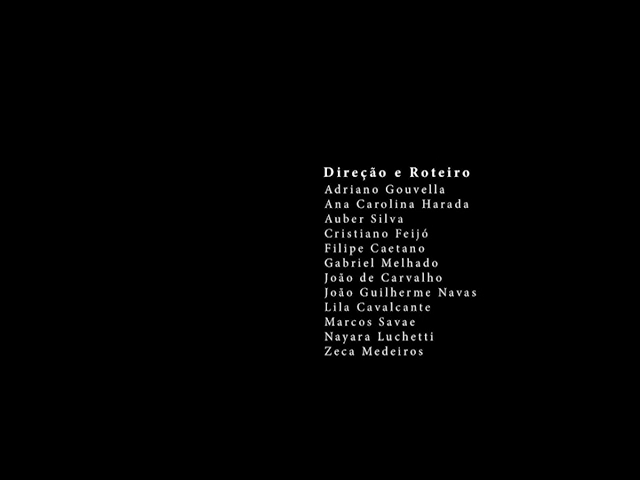 Direção e Roteiro
Adriano Gouvella
Ana Carolina Harada
Auber Silva
Cristiano Feijó
Filipe Caetano
Gabriel Melhado
João de Carvalho
João Guilherme Navas
Lila Cavalcante
Marcos Savae
Nayara Luchetti
Zeca Medeiros